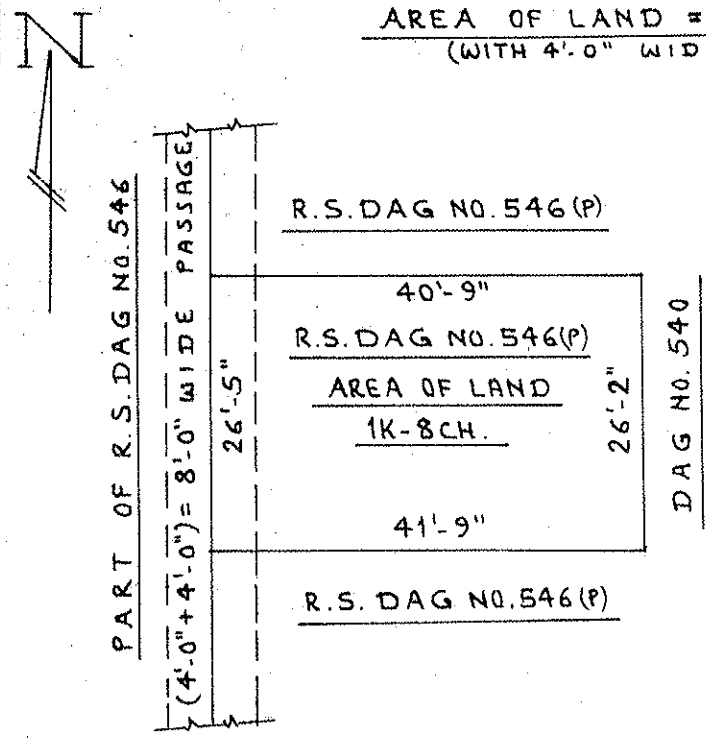 AREA OF LAND =
(WITH 4'-0" WID
N
PART OF R.S.DAG NO.546
(4'-0"+4'-0")= 8'-0" WIDE PASSAGE
R.S.DAG NO.546(P)
40'-9"
26'-5"
R.S.DAG NO.546(P)
AREA OF LAND
1K-8CH.
26'-2"
DAG NO.540
41'-9"
R.S. DAG NO.546(P)